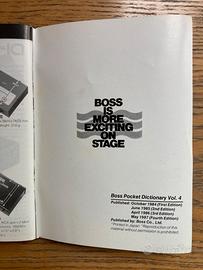 BOSS
IS
MORE
EXCITING
ON
STAGE
Boss Pocket Dictionary Vol. 4
Published: October 1984 (First Edition)
June 1985 (2nd Edition)
April 1986 (3rd Edition)
May 1987 (Fourth Edition)
Published by: Boss Co., Ltd.
*Printed in Japan *Reproduction of this
material without permission is prohibited.